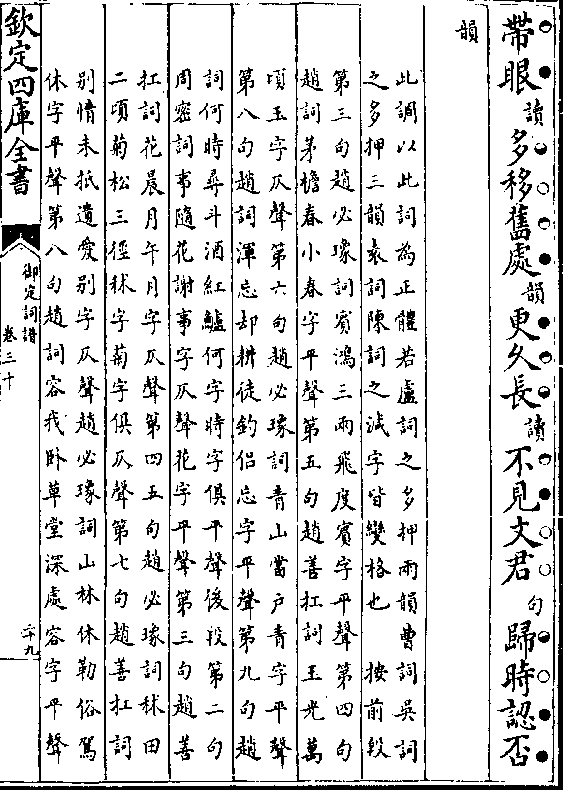 帶眼讀多移舊處韻更久長讀不見文君句歸時認否
韻
此調以此詞為正體若盧詞之多押兩韻曹詞吳詞
之多押三韻袁詞陳詞之減字皆變格也 按前段
第三句趙必𤩪詞賓鴻三兩飛度賓字平聲第四句
趙詞茅檐春小春字平聲第五句趙善扛詞玉光萬
頃玉字仄聲第六句趙必𤩪詞青山當户青字平聲
第八句趙詞渾忘却耕徒釣侣忘字平聲第九句趙
詞何時尋斗酒紅鱸何字時字俱平聲後段第二句
周密詞事隨花謝事字仄聲花字平聲第三句趙善
扛詞花晨月午月字仄聲第四五句趙必𤩪詞秫田
二頃菊松三徑秫字菊字俱仄聲第七句趙善扛詞
別情未抵遺愛别字仄聲趙必𤩪詞山林休勒俗駕
休字平聲第八句趙詞容我卧草堂深處容字平聲
欽定四庫全書
御定詞譜
卷三十
二十九